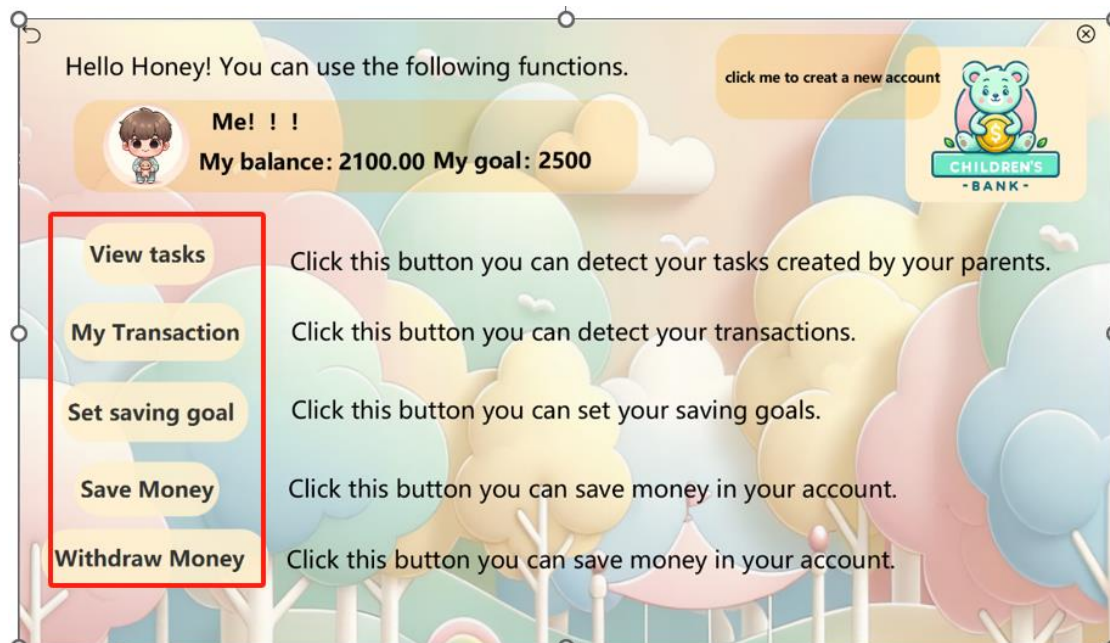 Hello Honey! You can use the following functions.
click me to creat a new account
Me! ! !
My balance: 2100.00 My goal: 2500
CHILDREN'S
-BANK-
View tasks
Click this button you can detect your tasks created by your parents.
My Transaction
Click this button you can detect your transactions.
Set saving goal
Click this button you can set your saving goals.
Save Money
Click this button you can save money in your account.
Withdraw Money
Click this button you can save money in your account.